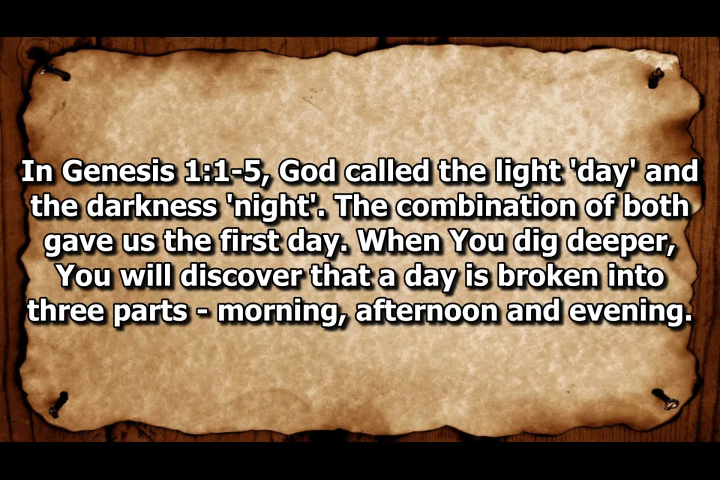 In Genesis 1:1-5, God called the light 'day' and
the darkness 'night'. The combination of both
gave us the first day. When You dig deeper,
You will discover that a day is broken into
three parts - morning, afternoon and evening.